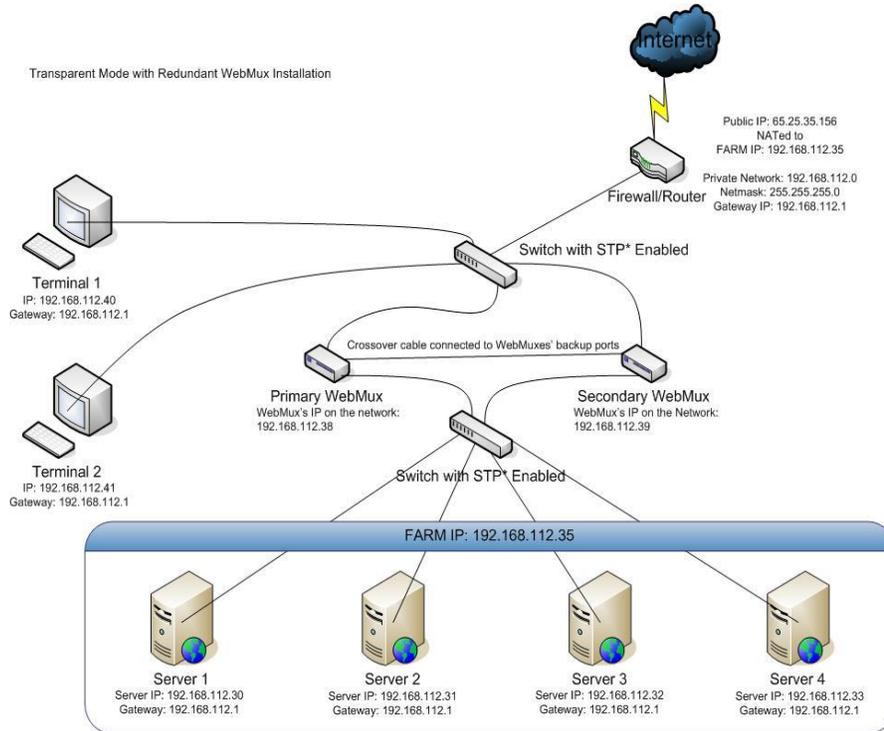 Internet
Transparent Mode with Redundant WebMux Installation
Public IP: 65.25.35.156
NATed to
FARM IP: 192.168.112.35
Private Network: 192.168.112.0
Netmask: 255.255.255.0
Gateway IP: 192.168.112.1
Firewall/Router
Switch with STP* Enabled
Terminal 1
IP: 192.168.112.40
Gateway: 192.168.112.1
Crossover cable connected to WebMuxes' backup ports
Primary WebMux
WebMux's IP on the network:
192.168.112.38
Secondary WebMux
WebMux's IP on the Network:
192.168.112.39
Terminal 2
IP: 192.168.112.41
Gateway: 192.168.112.1
Switch with STP* Enabled
FARM IP: 192.168.112.35
Server 1
Server IP: 192.168.112.30
Gateway: 192.168.112.1
Server 2
Server IP: 192.168.112.31
Gateway: 192.168.112.1
Server 3
Server IP: 192.168.112.32
Gateway: 192.168.112.1
Server 4
Server IP: 192.168.112.33
Gateway: 192.168.112.1